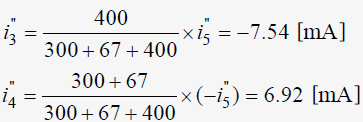 i₃" = 400 / (300 + 67 + 400) × i₅" = −7.54 [mA]
i₄" = (300 + 67) / (300 + 67 + 400) × (−i₅") = 6.92 [mA]